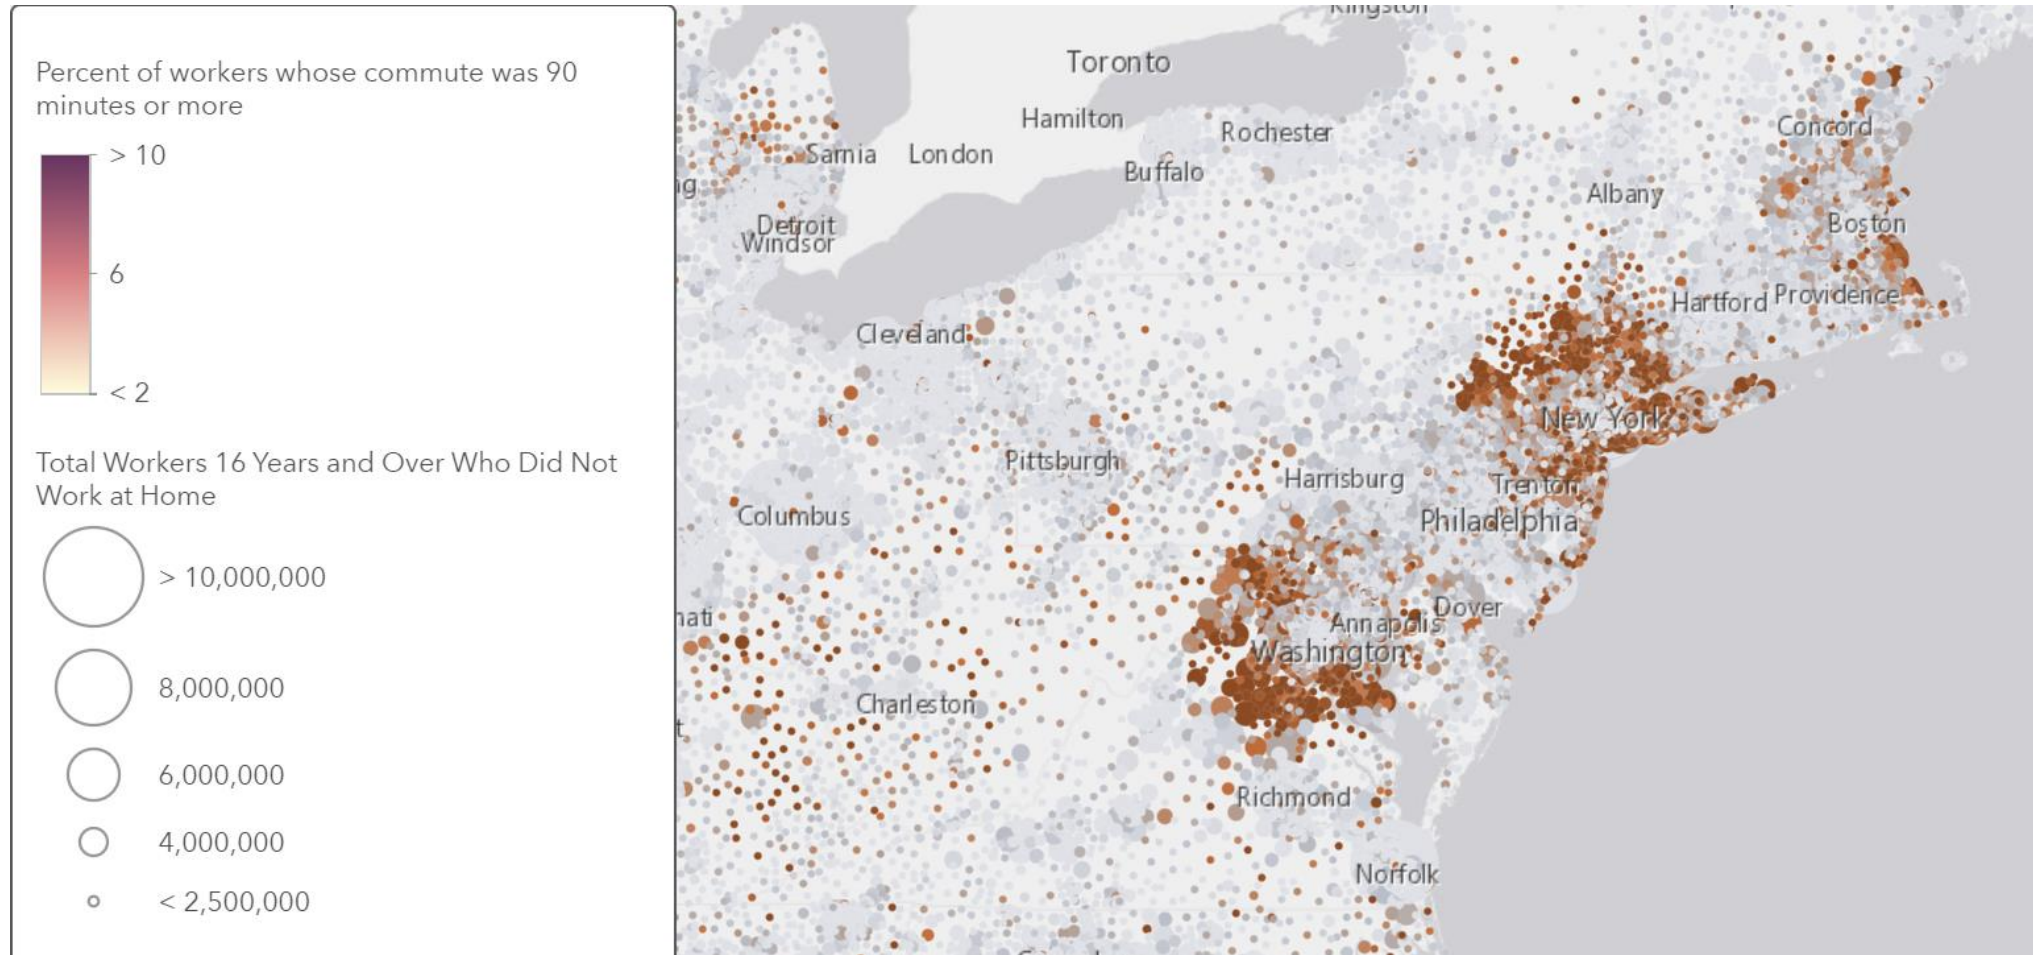 Percent of workers whose commute was 90
minutes or more
> 10
6
< 2
Total Workers 16 Years and Over Who Did Not
Work at Home
> 10,000,000
8,000,000
6,000,000
4,000,000
< 2,500,000
Kingston
Toronto
Hamilton
Rochester
Concord
Sarnia
London
Buffalo
ng
Albany
Detroit
Boston
Windsor
Hartford
Providence
Cleveland
New York
Pittsburgh
Harrisburg
Trenton
Columbus
Philadelphia
Dover
nati
Annapolis
Washington
Charleston
t
Richmond
Norfolk